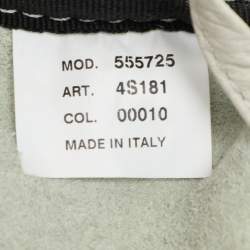 MOD. 555725
ART. 4S181
COL. 00010
MADE IN ITALY